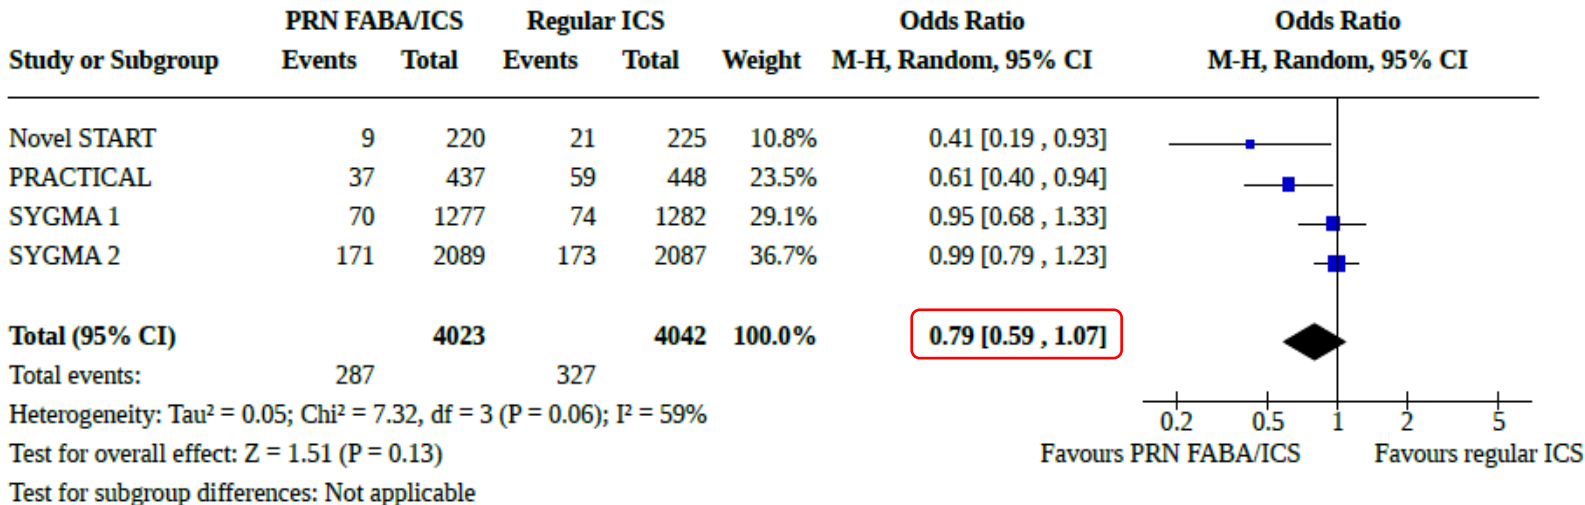 PRN FABA/ICS Regular ICS Odds Ratio Odds Ratio
Study or Subgroup Events Total Events Total Weight M-H, Random, 95% CI M-H, Random, 95% CI
Novel START 9 220 21 225 10.8% 0.41 [0.19 , 0.93]
PRACTICAL 37 437 59 448 23.5% 0.61 [0.40 , 0.94]
SYGMA 1 70 1277 74 1282 29.1% 0.95 [0.68 , 1.33]
SYGMA 2 171 2089 173 2087 36.7% 0.99 [0.79 , 1.23]
Total (95% CI) 4023 4042 100.0% 0.79 [0.59 , 1.07]
Total events: 287 327
Heterogeneity: Tau² = 0.05; Chi² = 7.32, df = 3 (P = 0.06); I² = 59%
0.2 0.5 1 2 5
Test for overall effect: Z = 1.51 (P = 0.13) Favours PRN FABA/ICS Favours regular ICS
Test for subgroup differences: Not applicable